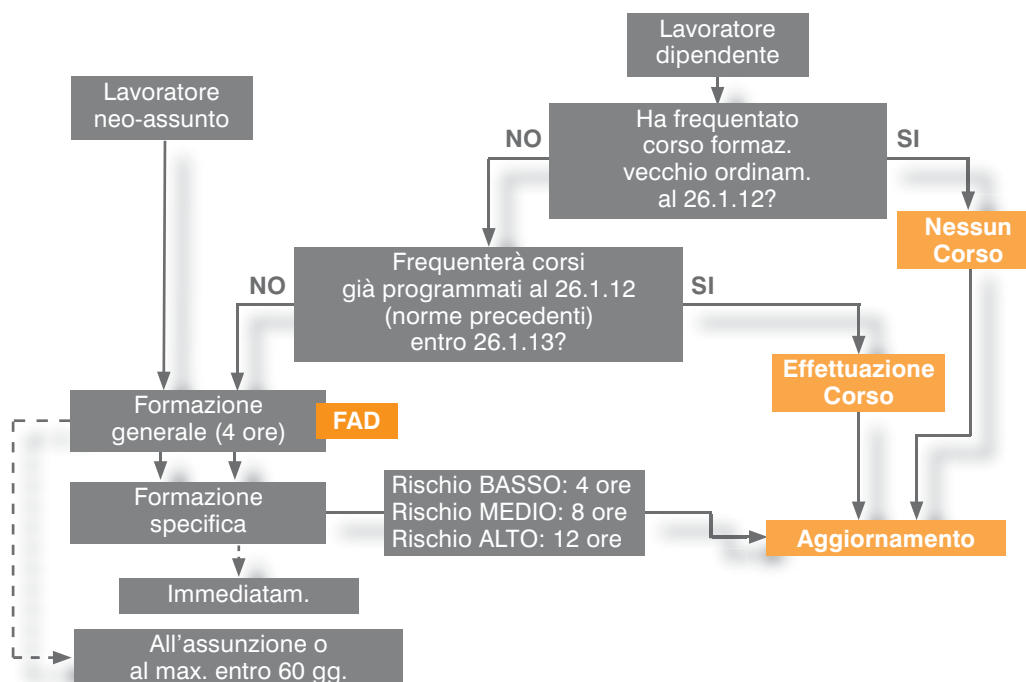 Lavoratore
dipendente
Lavoratore
neo-assunto
Ha frequentato
corso formaz.
vecchio ordinam.
al 26.1.12?
NO
SI
Nessun
Corso
Frequenterà corsi
già programmati al 26.1.12
(norme precedenti)
entro 26.1.13?
NO
SI
Effettuazione
Corso
Formazione
generale (4 ore)
FAD
Formazione
specifica
Rischio BASSO: 4 ore
Rischio MEDIO: 8 ore
Rischio ALTO: 12 ore
Aggiornamento
Immediatam.
All'assunzione o
al max. entro 60 gg.